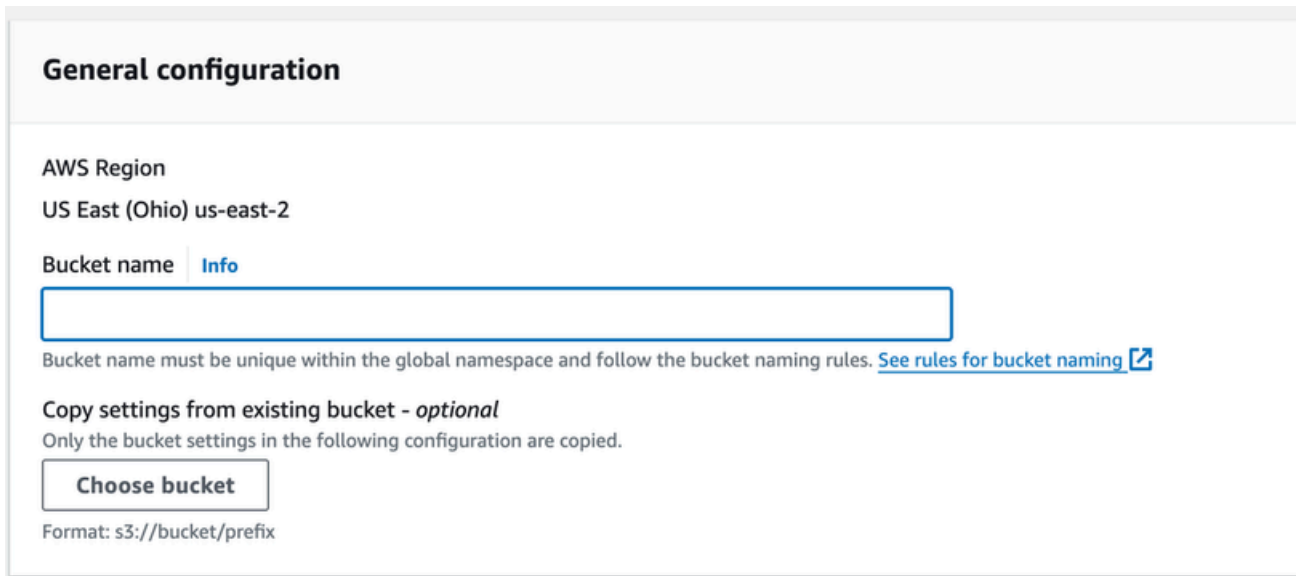 General configuration
AWS Region
US East (Ohio) us-east-2
Bucket name Info
Bucket name must be unique within the global namespace and follow the bucket naming rules. See rules for bucket naming
Copy settings from existing bucket - optional
Only the bucket settings in the following configuration are copied.
Choose bucket
Format: s3://bucket/prefix